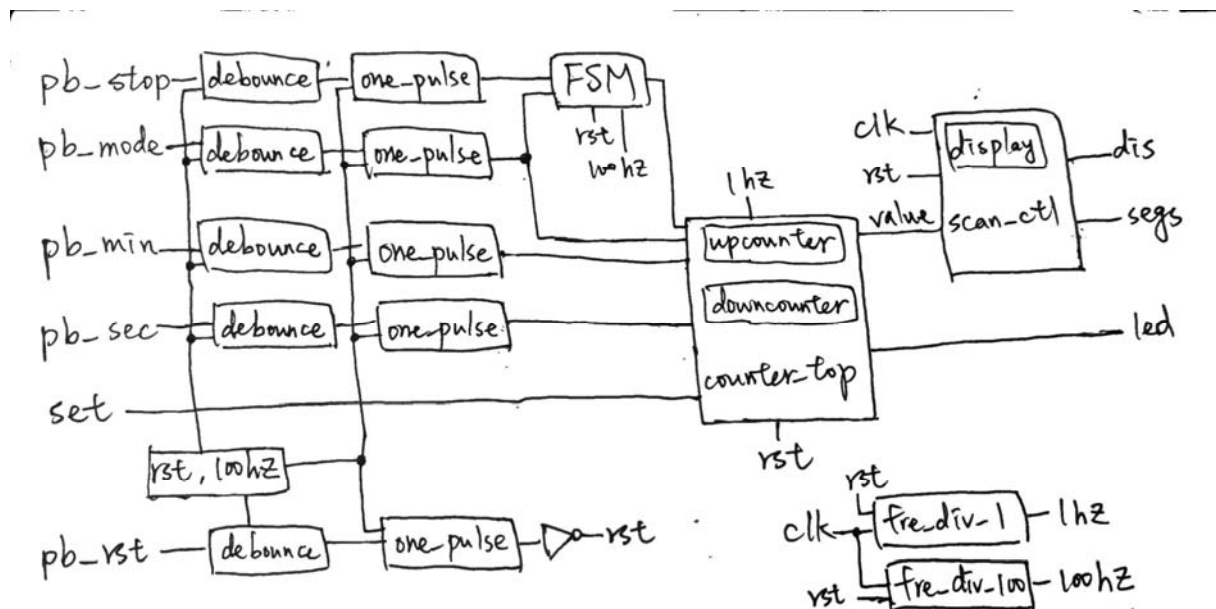 pb_stop debounce one_pulse FSM
rst
100hz
pb_mode debounce one_pulse
clk display dis
rst scan_ctl segs
1hz
value
pb_min debounce one_pulse upcounter
pb_sec debounce one_pulse downcounter led
set counter_top
rst
rst, 100hz
pb_rst debounce one_pulse rst
rst
clk fre_div_1 1hz
rst fre_div_100 100hz